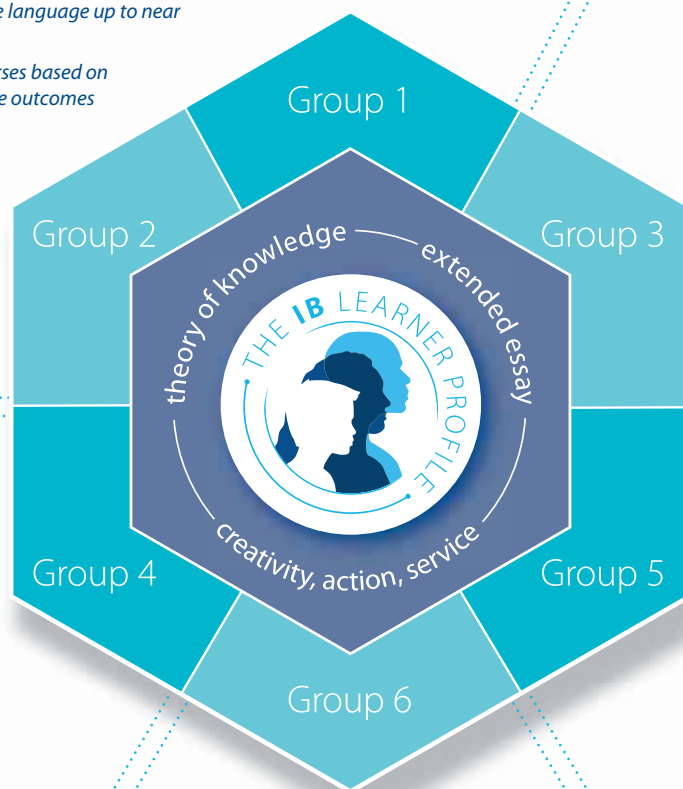 e language up to near
rses based on
e outcomes
Group 1
Group 2
Group 3
theory of knowledge
extended essay
THE IB LEARNER PROFILE
creativity, action, service
Group 4
Group 5
Group 6